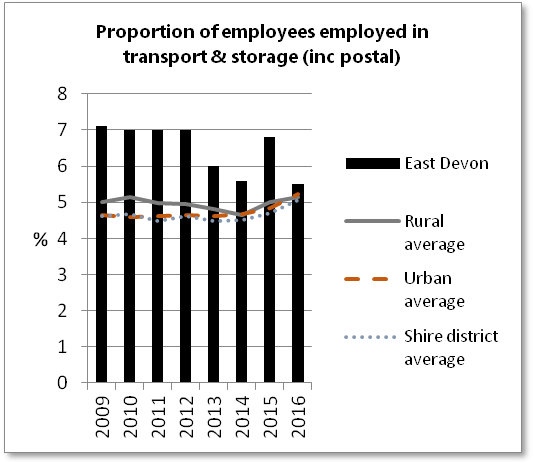 Proportion of employees employed in
transport & storage (inc postal)
8
7
6
5
4
3
2
1
0
%
2009
2010
2011
2012
2013
2014
2015
2016
East Devon
Rural
average
Urban
average
Shire district
average